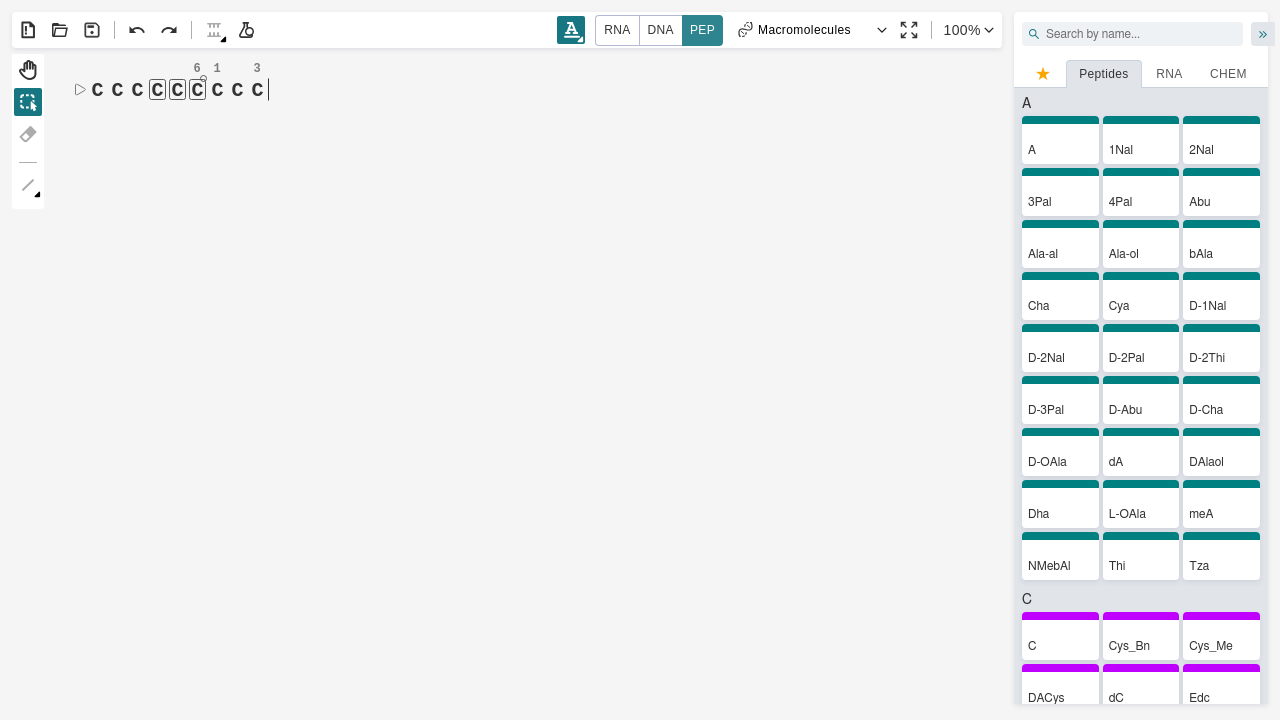 RNA DNA PEP Macromolecules 100%
Search by name...
Peptides RNA CHEM
6 1 3
C C C C C C C C C
A
A 1Nal 2Nal
3Pal 4Pal Abu
Ala-al Ala-ol bAla
Cha Cya D-1Nal
D-2Nal D-2Pal D-2Thi
D-3Pal D-Abu D-Cha
D-OAla dA DAlaol
Dha L-OAla meA
NMebAl Thi Tza
C
C Cys_Bn Cys_Me
DACys dC Edc